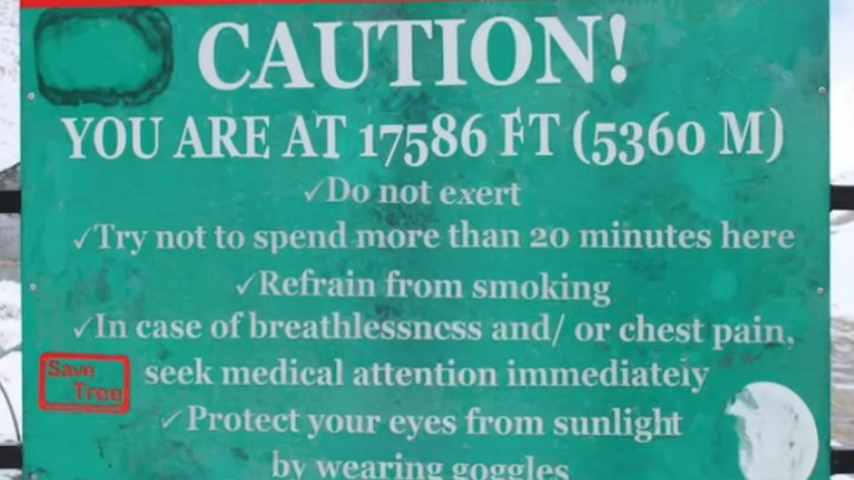 CAUTION!
YOU ARE AT 17586 FT (5360 M)
✓Do not exert
✓Try not to spend more than 20 minutes here
✓Refrain from smoking
✓In case of breathlessness and/ or chest pain,
seek medical attention immediately
Save
Tree
✓Protect your eyes from sunlight
by wearing goggles